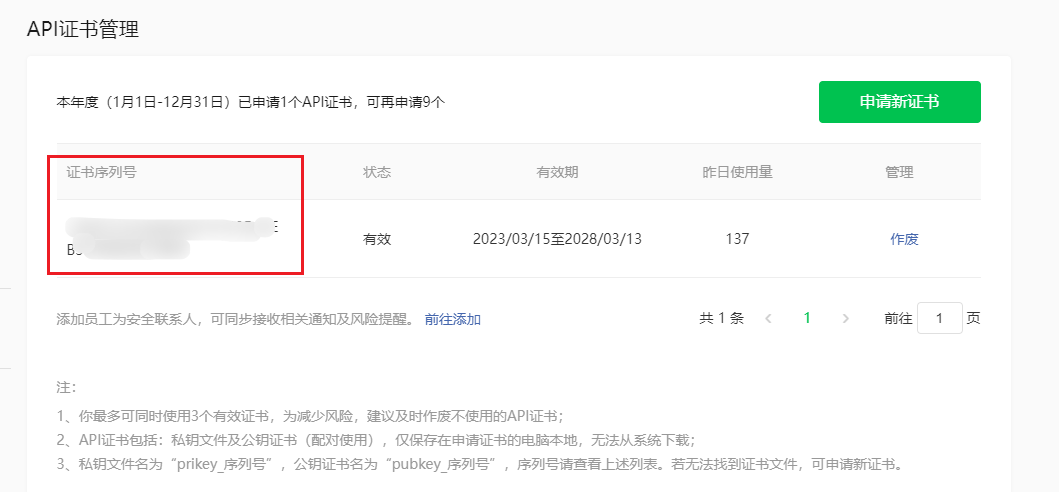 API证书管理
本年度（1月1日-12月31日）已申请1个API证书，可再申请9个
申请新证书
证书序列号 状态 有效期 昨日使用量 管理
有效 2023/03/15至2028/03/13 137 作废
添加员工为安全联系人，可同步接收相关通知及风险提醒。 前往添加 共 1 条 1 前往 1 页
注：
1、你最多可同时使用3个有效证书，为减少风险，建议及时作废不使用的API证书；
2、API证书包括：私钥文件及公钥证书（配对使用），仅保存在申请证书的电脑本地，无法从系统下载；
3、私钥文件名为“prikey_序列号”，公钥证书名为“pubkey_序列号”，序列号请查看上述列表。若无法找到证书文件，可申请新证书。